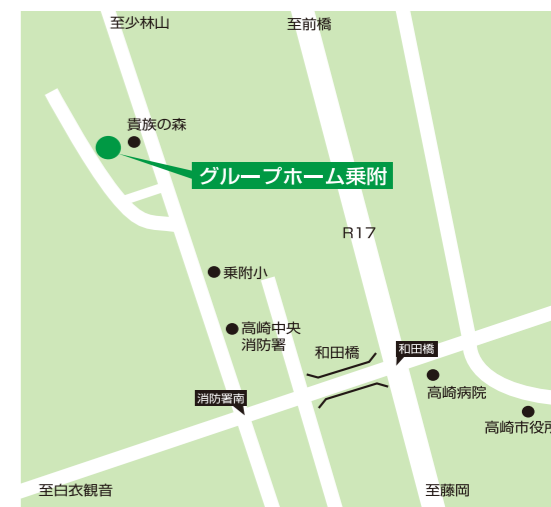 至少林山
至前橋
貴族の森
グループホーム乗附
R17
乗附小
高崎中央
消防署
和田橋
和田橋
高崎病院
消防署南
高崎市役所
至白衣観音
至藤岡